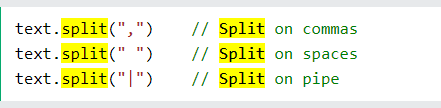 text.split(",")    // Split on commas
text.split(" ")    // Split on spaces
text.split("|")    // Split on pipe